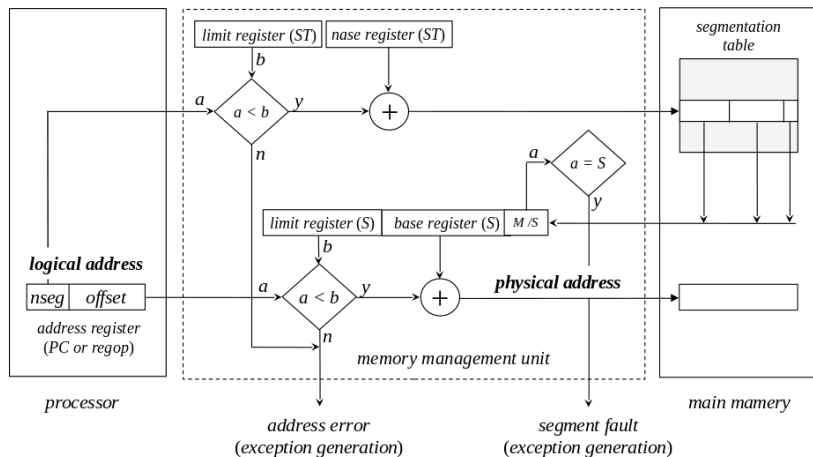 limit register (ST)
nase register (ST)
segmentation
table
b
a
a < b
y
+
n
a
a = S
y
limit register (S)
base register (S)
M /S
b
logical address
nseg
offset
a
a < b
y
+
physical address
n
address register
(PC or regop)
memory management unit
processor
address error
(exception generation)
segment fault
(exception generation)
main mamery